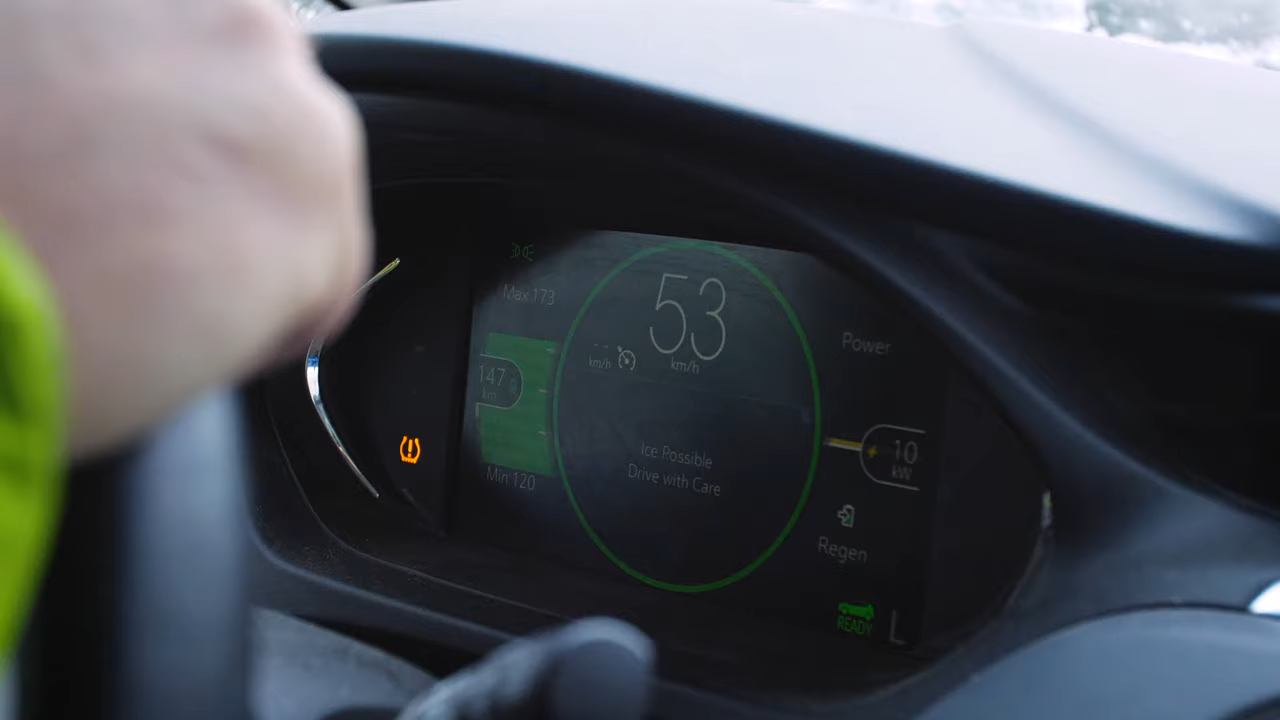 Max 173
147
km
Min 120
53
km/h
-- 
km/h
Ice Possible
Drive with Care
Power
10
kW
Regen
READY
L